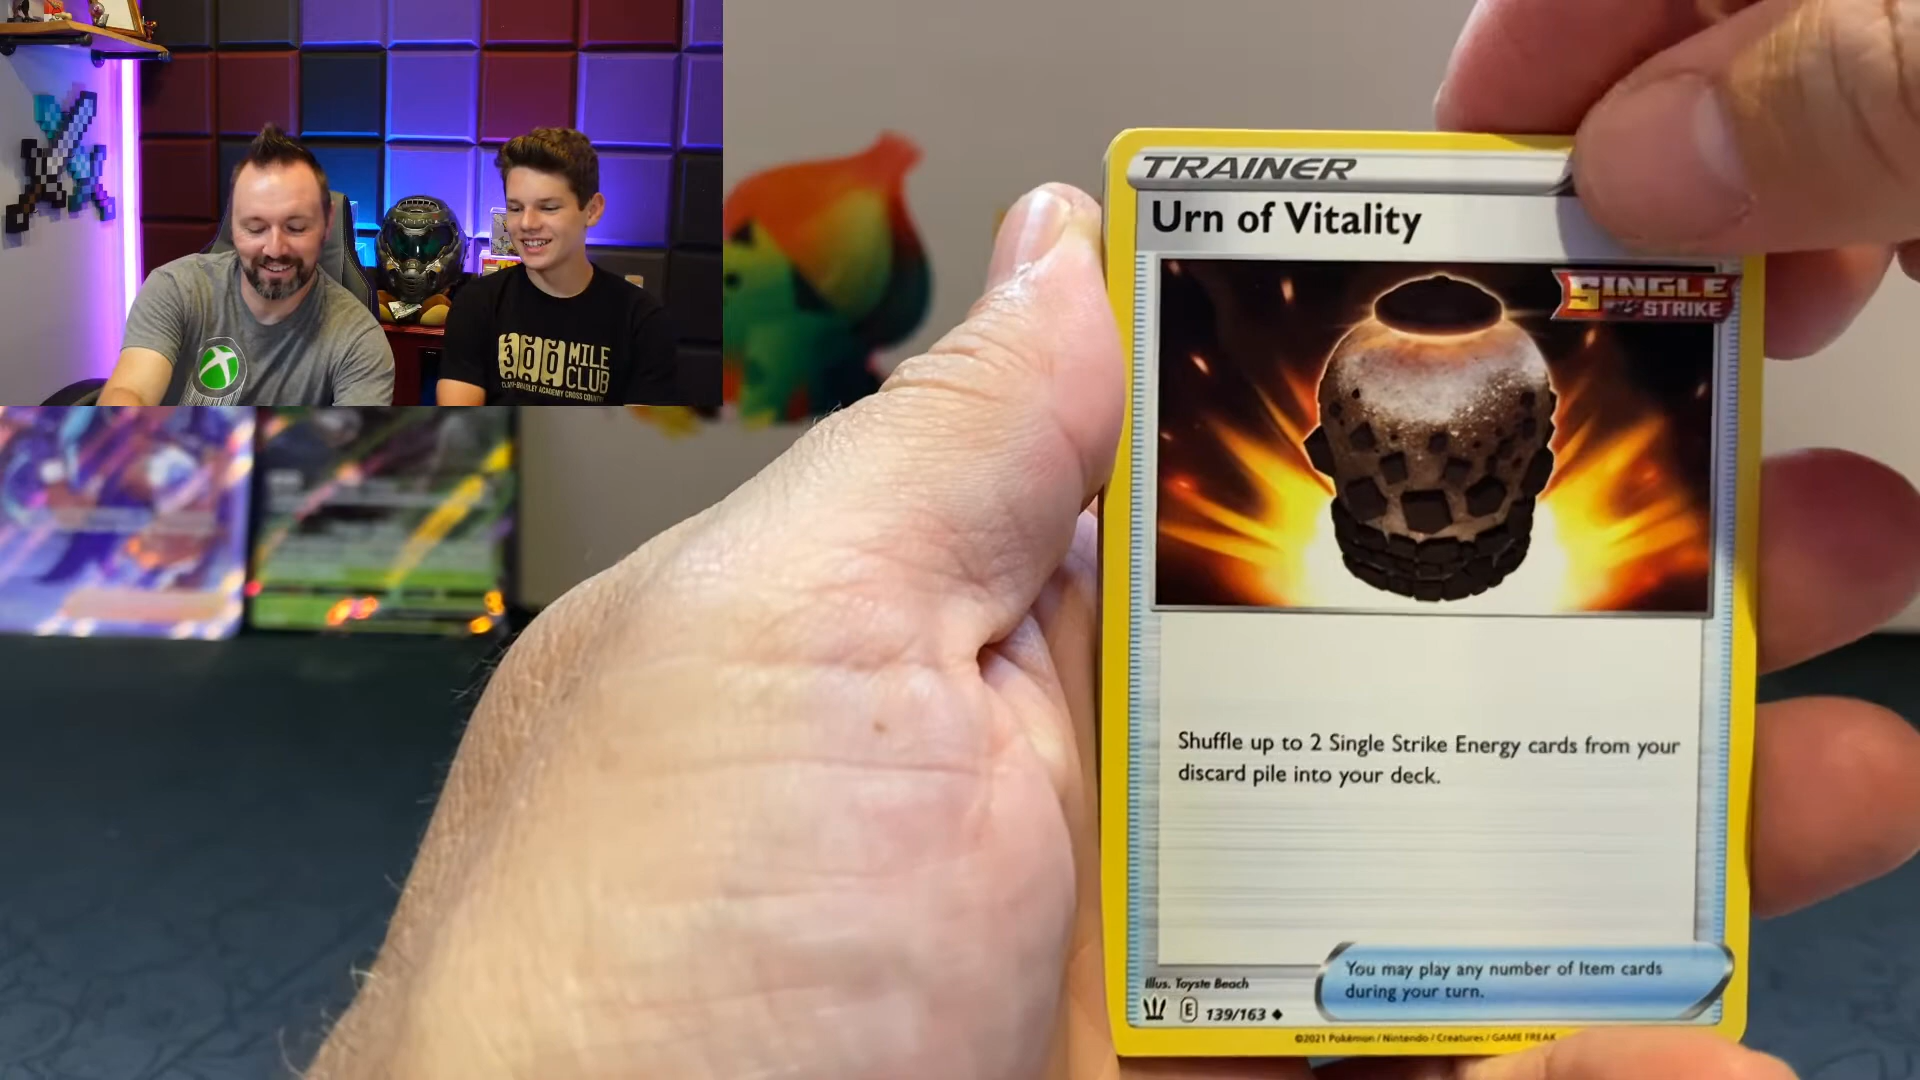 300 MILE
CLUB
TRAINER
Urn of Vitality
SINGLE
STRIKE
Shuffle up to 2 Single Strike Energy cards from your
discard pile into your deck.
You may play any number of Item cards
during your turn.
Illus. Toyste Beach
E 139/163
©2021 Pokémon / Nintendo / Creatures / GAME FREAK